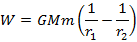 W = GMm(1/r₁ − 1/r₂)